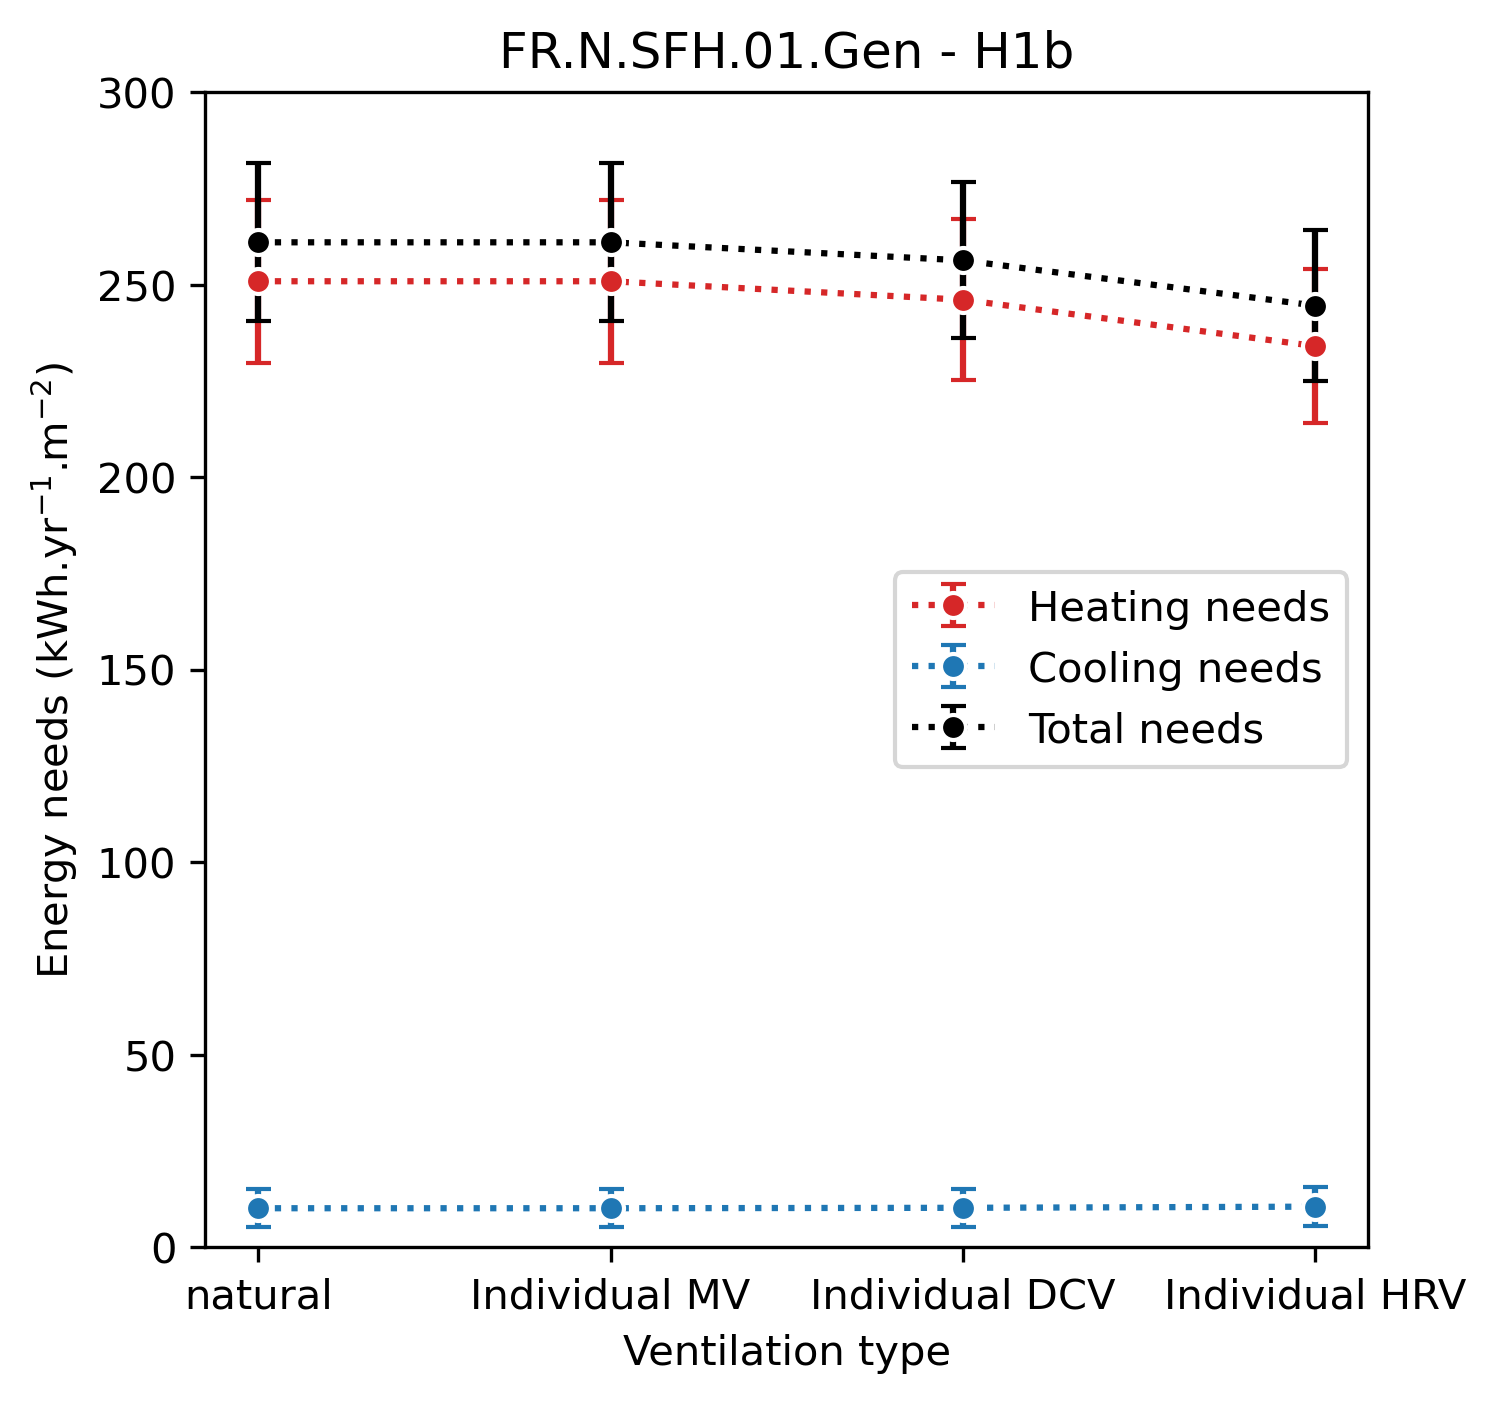 FR.N.SFH.01.Gen - H1b
300
250
200
150
100
50
0
Energy needs (kWh.yr⁻¹.m⁻²)
Heating needs
Cooling needs
Total needs
natural Individual MV Individual DCV Individual HRV
Ventilation type